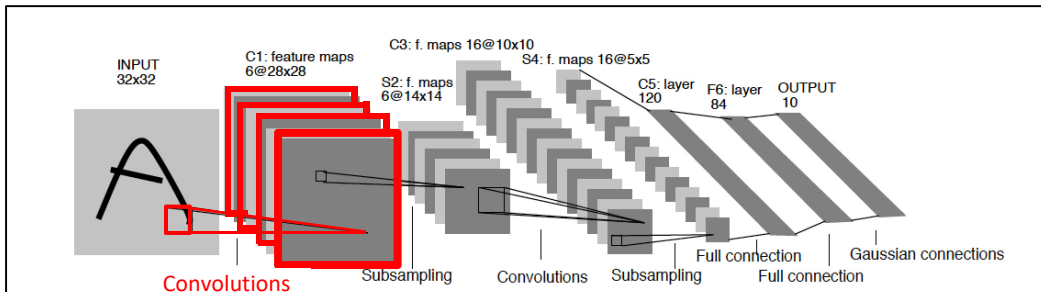 INPUT
32x32
C1: feature maps
6@28x28
S2: f. maps
6@14x14
C3: f. maps 16@10x10
S4: f. maps 16@5x5
C5: layer
120
F6: layer
84
OUTPUT
10
Convolutions
Subsampling
Convolutions
Subsampling
Full connection
Full connection
Gaussian connections